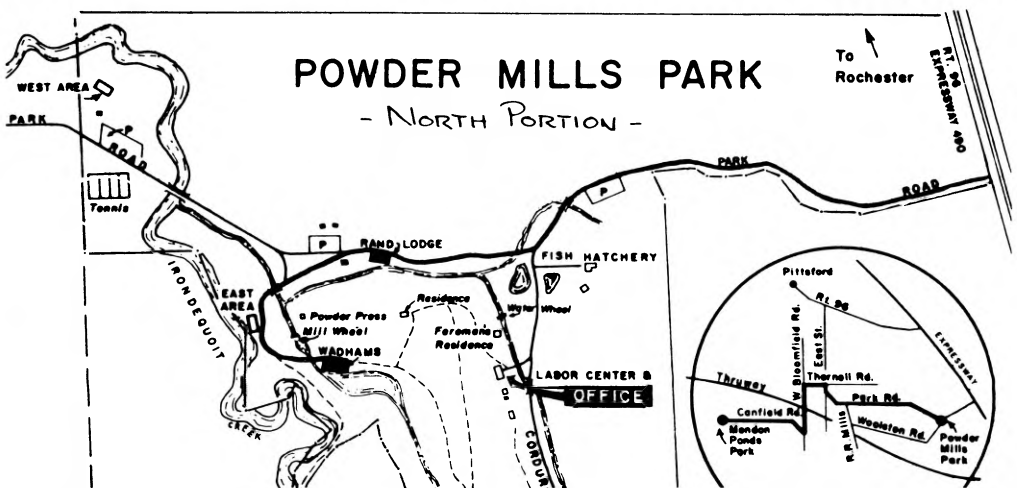 POWDER MILLS PARK
- NORTH PORTION -
To
Rochester
RT. 96
EXPRESSWAY 490
WEST AREA
P
PARK
ROAD
Tennis
P
RAND LODGE
P
PARK
ROAD
FISH HATCHERY
IRONDEQUOIT
CREEK
EAST
AREA
Powder Press
Mill Wheel
WADHAMS
Residence
Foreman's
Residence
Water Wheel
LABOR CENTER &
OFFICE
CORDUR
Pittsford
Rt. 96
EXPRESSWAY
W. Bloomfield Rd.
East St.
Thornell Rd.
Thruway
Canfield Rd.
Park Rd.
Woolston Rd.
R.R. Mills
Mendon
Ponds
Park
Powder
Mills
Park